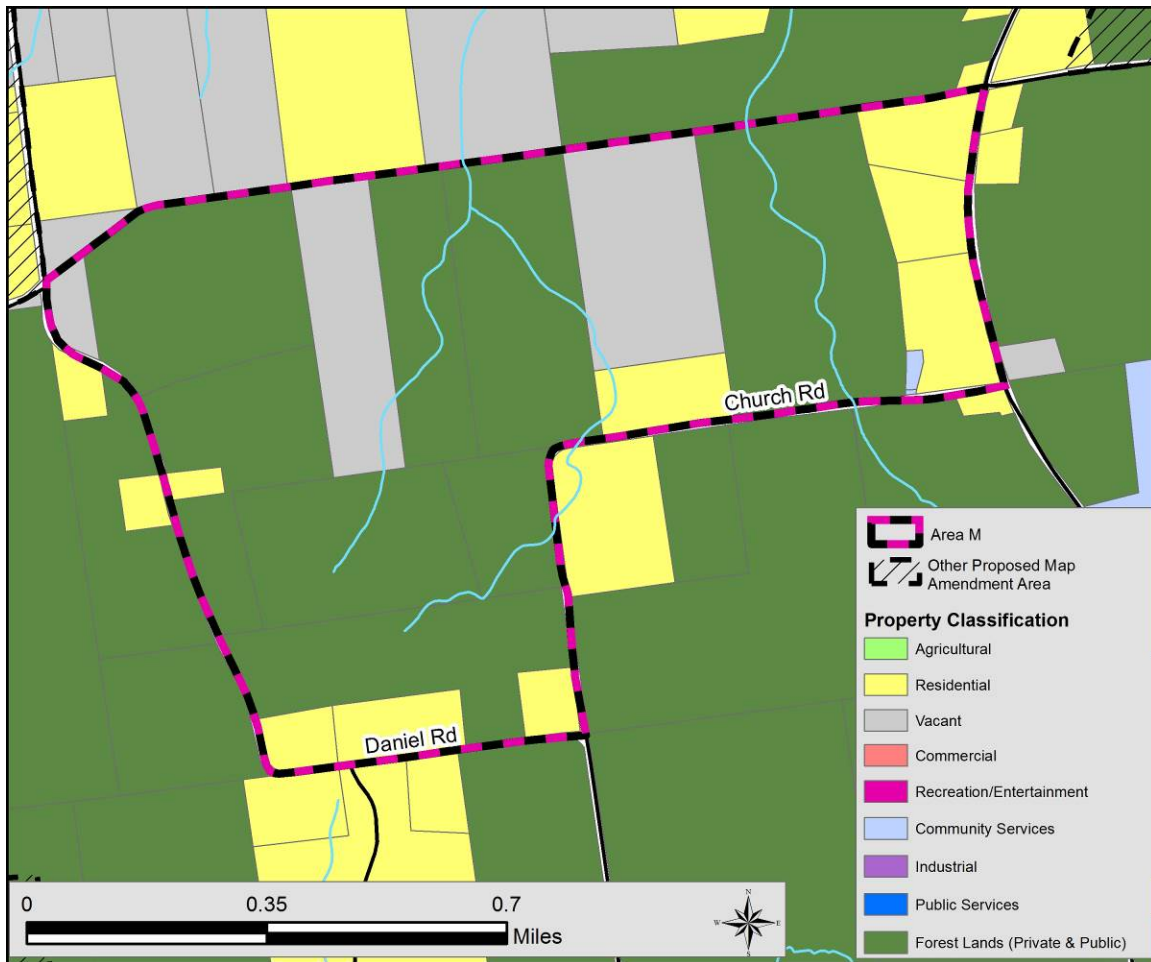 Church Rd
Daniel Rd
Area M
Other Proposed Map
Amendment Area
Property Classification
Agricultural
Residential
Vacant
Commercial
Recreation/Entertainment
Community Services
Industrial
Public Services
Forest Lands (Private & Public)
0 0.35 0.7
Miles
N
W E
S